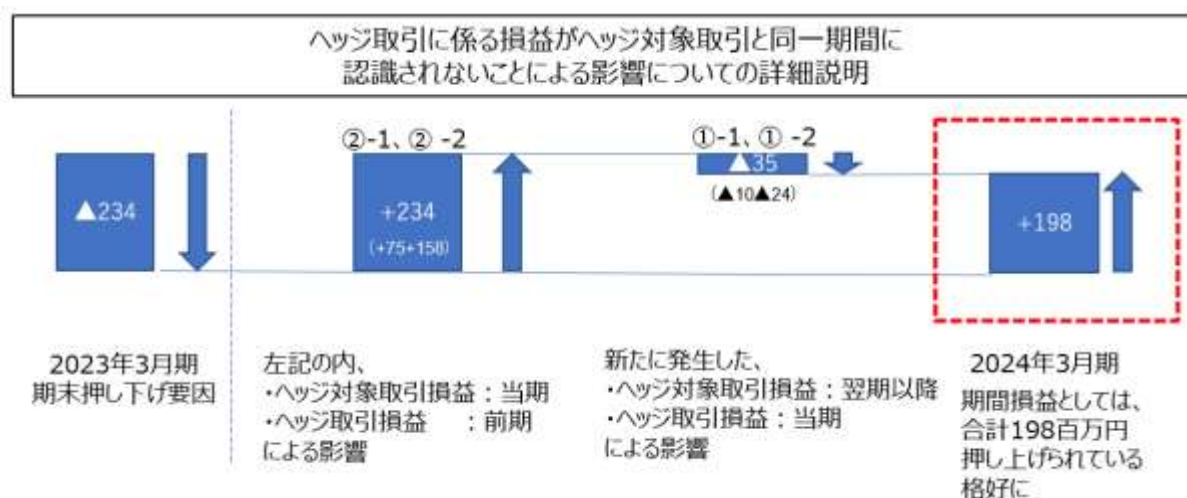 ヘッジ取引に係る損益がヘッジ対象取引と同一期間に
認識されないことによる影響についての詳細説明
▲234
②-1、② -2
+234
(+75+158)
①-1、① -2
▲35
(▲10▲24)
+198
2023年3月期
期末押し下げ要因
左記の内、
・ヘッジ対象取引損益：当期
・ヘッジ取引損益　　：前期
による影響
新たに発生した、
・ヘッジ対象取引損益：翌期以降
・ヘッジ取引損益　　：当期
による影響
2024年3月期
期間損益としては、
合計198百万円
押し上げられている
格好に